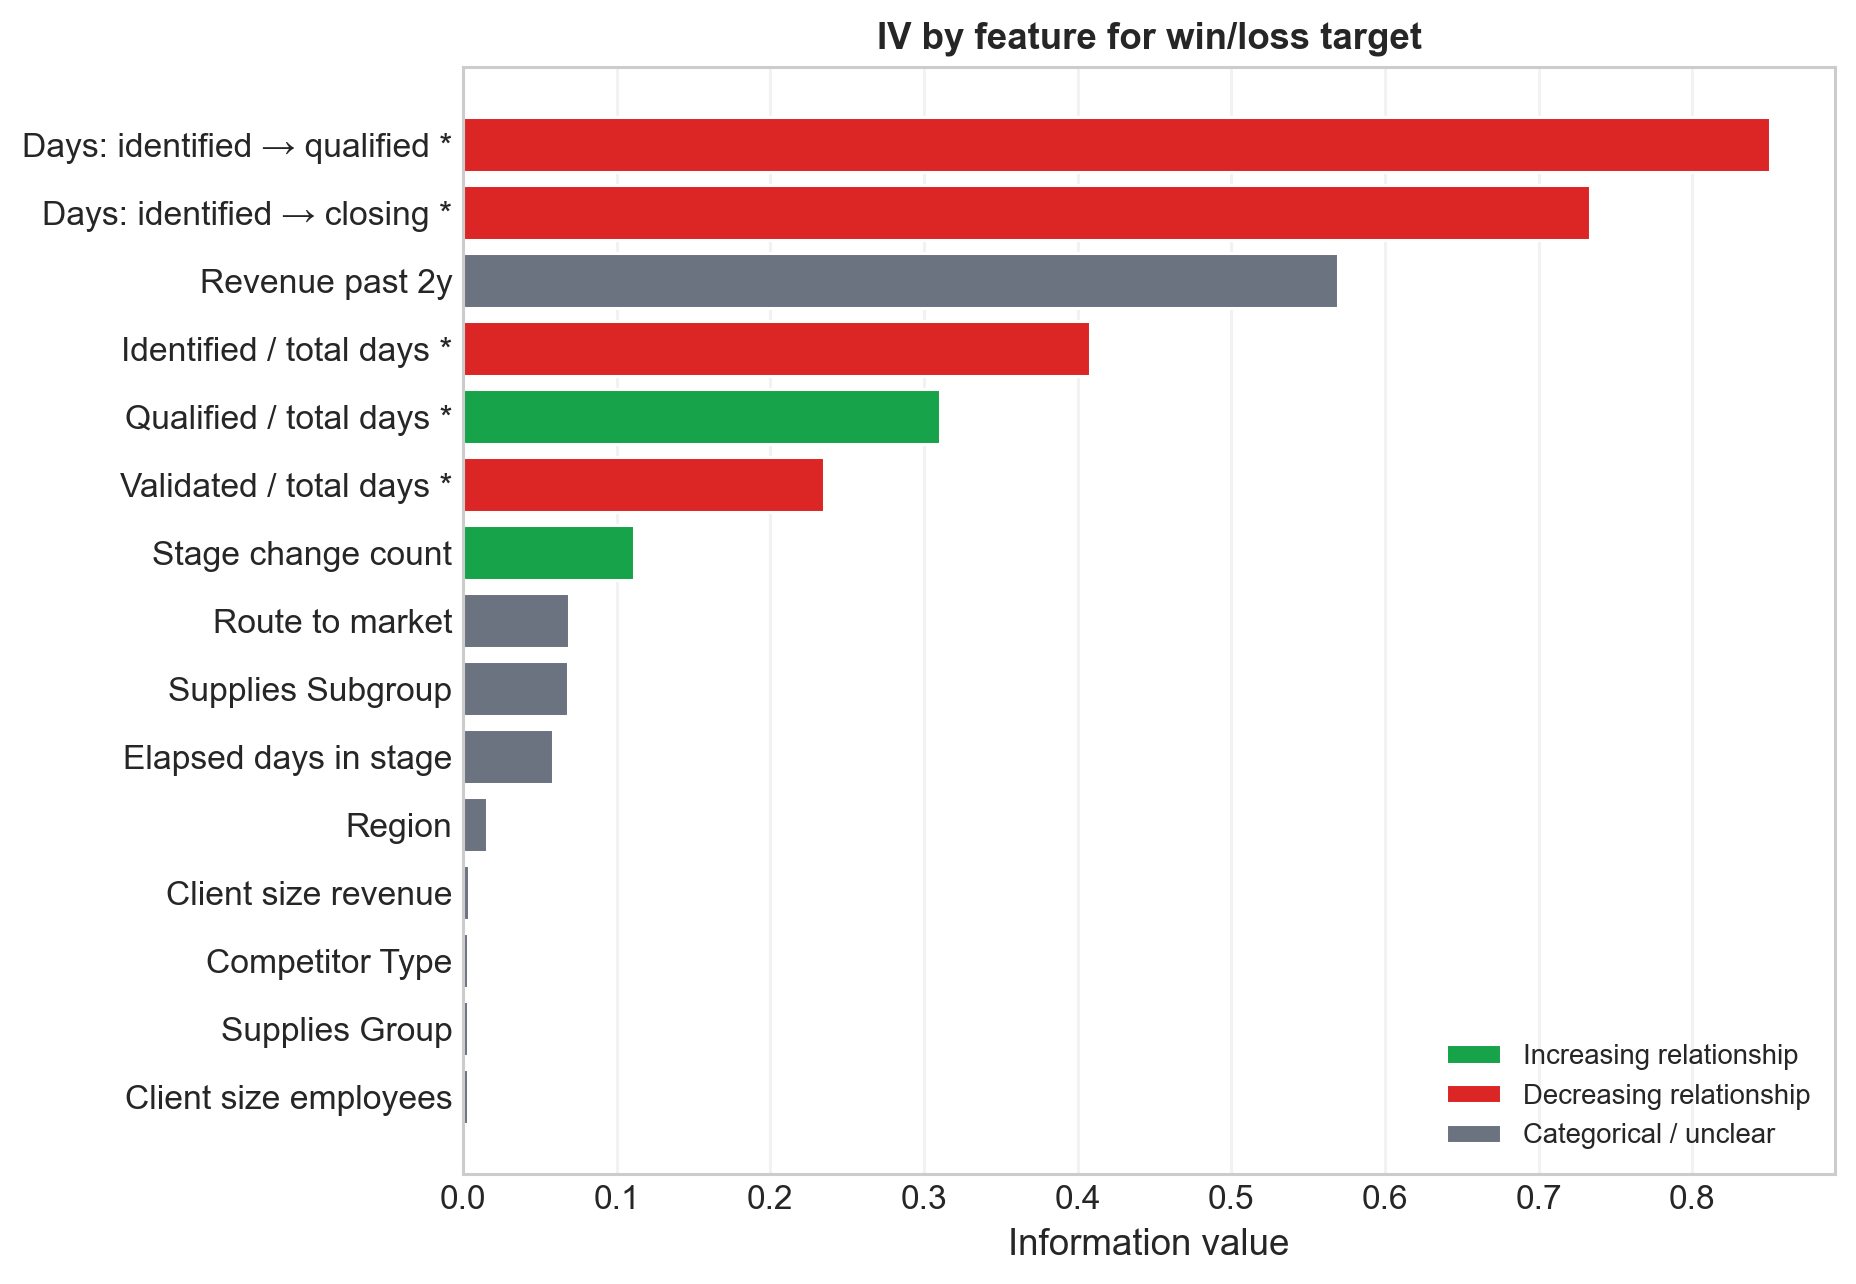 IV by feature for win/loss target
Days: identified → qualified *
Days: identified → closing *
Revenue past 2y
Identified / total days *
Qualified / total days *
Validated / total days *
Stage change count
Route to market
Supplies Subgroup
Elapsed days in stage
Region
Client size revenue
Competitor Type
Supplies Group
Client size employees
Increasing relationship
Decreasing relationship
Categorical / unclear
0.0 0.1 0.2 0.3 0.4 0.5 0.6 0.7 0.8
Information value